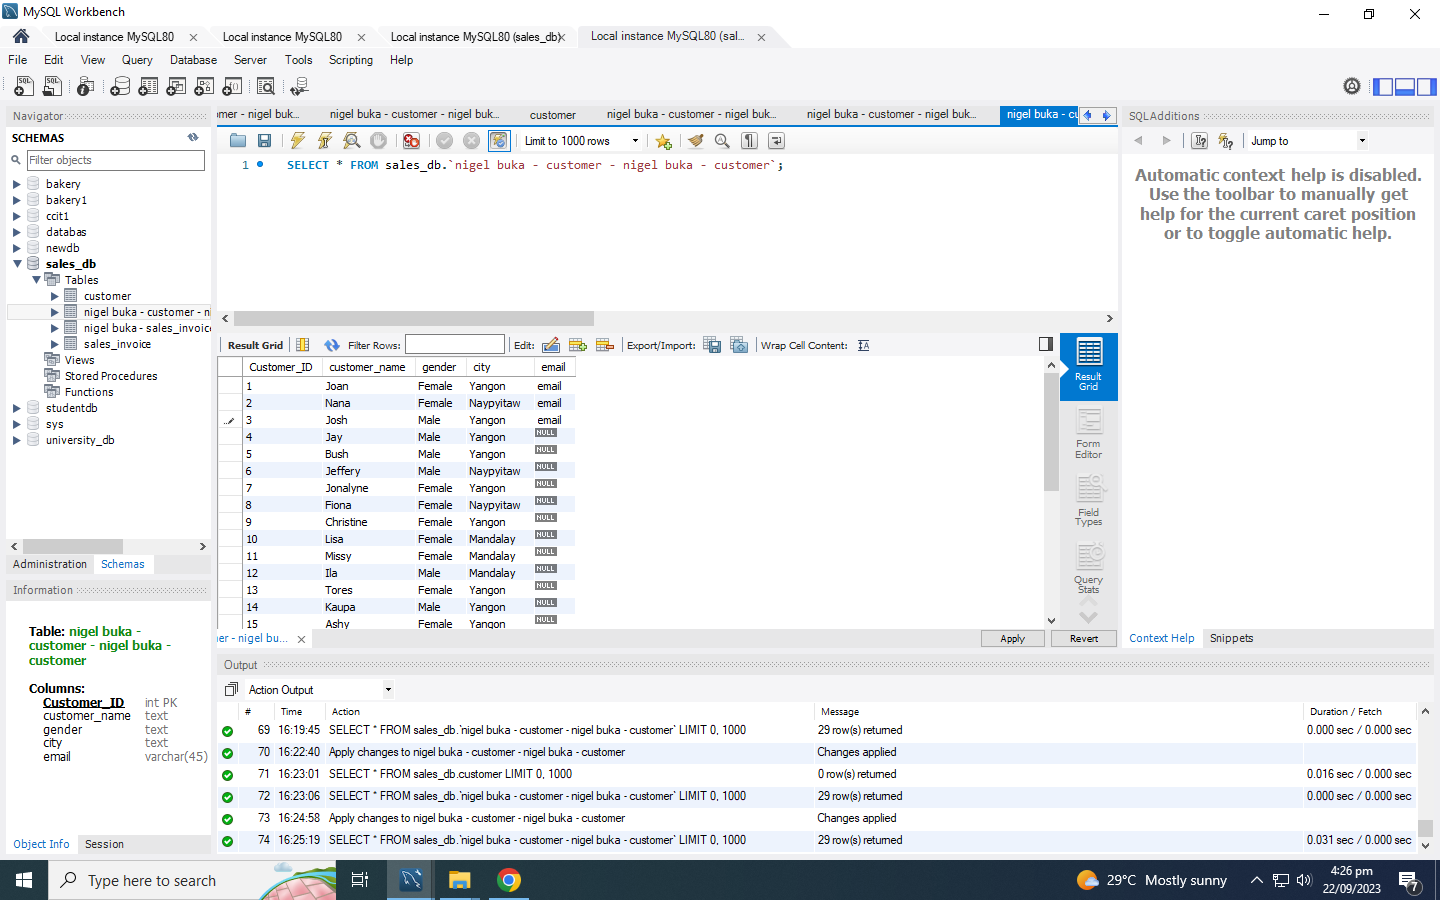 MySQL Workbench
Local instance MySQL80
Local instance MySQL80
Local instance MySQL80 (sales_db)
Local instance MySQL80 (sal...
File Edit View Query Database Server Tools Scripting Help
Navigator
SCHEMAS
Filter objects
bakery
bakery1
ccit1
databas
newdb
sales_db
Tables
customer
nigel buka - customer - ni
nigel buka - sales_invoice
sales_invoice
Views
Stored Procedures
Functions
studentdb
sys
university_db
Administration Schemas
Information
Table: nigel buka -
customer - nigel buka -
customer
Columns:
Customer_ID int PK
customer_name text
gender text
city text
email varchar(45)
Object Info Session
omer - nigel buk...
nigel buka - customer - nigel buk...
customer
nigel buka - customer - nigel buk...
nigel buka - customer - nigel buk...
nigel buka - cu
Limit to 1000 rows
1 SELECT * FROM sales_db.`nigel buka - customer - nigel buka - customer`;
Result Grid Filter Rows: Edit: Export/Import: Wrap Cell Content:
Customer_ID customer_name gender city email
1 Joan Female Yangon email
2 Nana Female Naypyitaw email
3 Josh Male Yangon email
4 Jay Male Yangon NULL
5 Bush Male Yangon NULL
6 Jeffery Male Naypyitaw NULL
7 Jonalyne Female Yangon NULL
8 Fiona Female Naypyitaw NULL
9 Christine Female Yangon NULL
10 Lisa Female Mandalay NULL
11 Missy Female Mandalay NULL
12 Ila Male Mandalay NULL
13 Tores Female Yangon NULL
14 Kaupa Male Yangon NULL
15 Ashy Female Yangon NULL
Result
Grid
Form
Editor
Field
Types
Query
Stats
er - nigel bu...
Apply Revert
SQLAdditions
Jump to
Automatic context help is disabled.
Use the toolbar to manually get
help for the current caret position
or to toggle automatic help.
Context Help Snippets
Output
Action Output
# Time Action Message Duration / Fetch
69 16:19:45 SELECT * FROM sales_db.`nigel buka - customer - nigel buka - customer` LIMIT 0, 1000 29 row(s) returned 0.000 sec / 0.000 sec
70 16:22:40 Apply changes to nigel buka - customer - nigel buka - customer Changes applied
71 16:23:01 SELECT * FROM sales_db.customer LIMIT 0, 1000 0 row(s) returned 0.016 sec / 0.000 sec
72 16:23:06 SELECT * FROM sales_db.`nigel buka - customer - nigel buka - customer` LIMIT 0, 1000 29 row(s) returned 0.000 sec / 0.000 sec
73 16:24:58 Apply changes to nigel buka - customer - nigel buka - customer Changes applied
74 16:25:19 SELECT * FROM sales_db.`nigel buka - customer - nigel buka - customer` LIMIT 0, 1000 29 row(s) returned 0.031 sec / 0.000 sec
Type here to search
29°C Mostly sunny
4:26 pm
22/09/2023
7